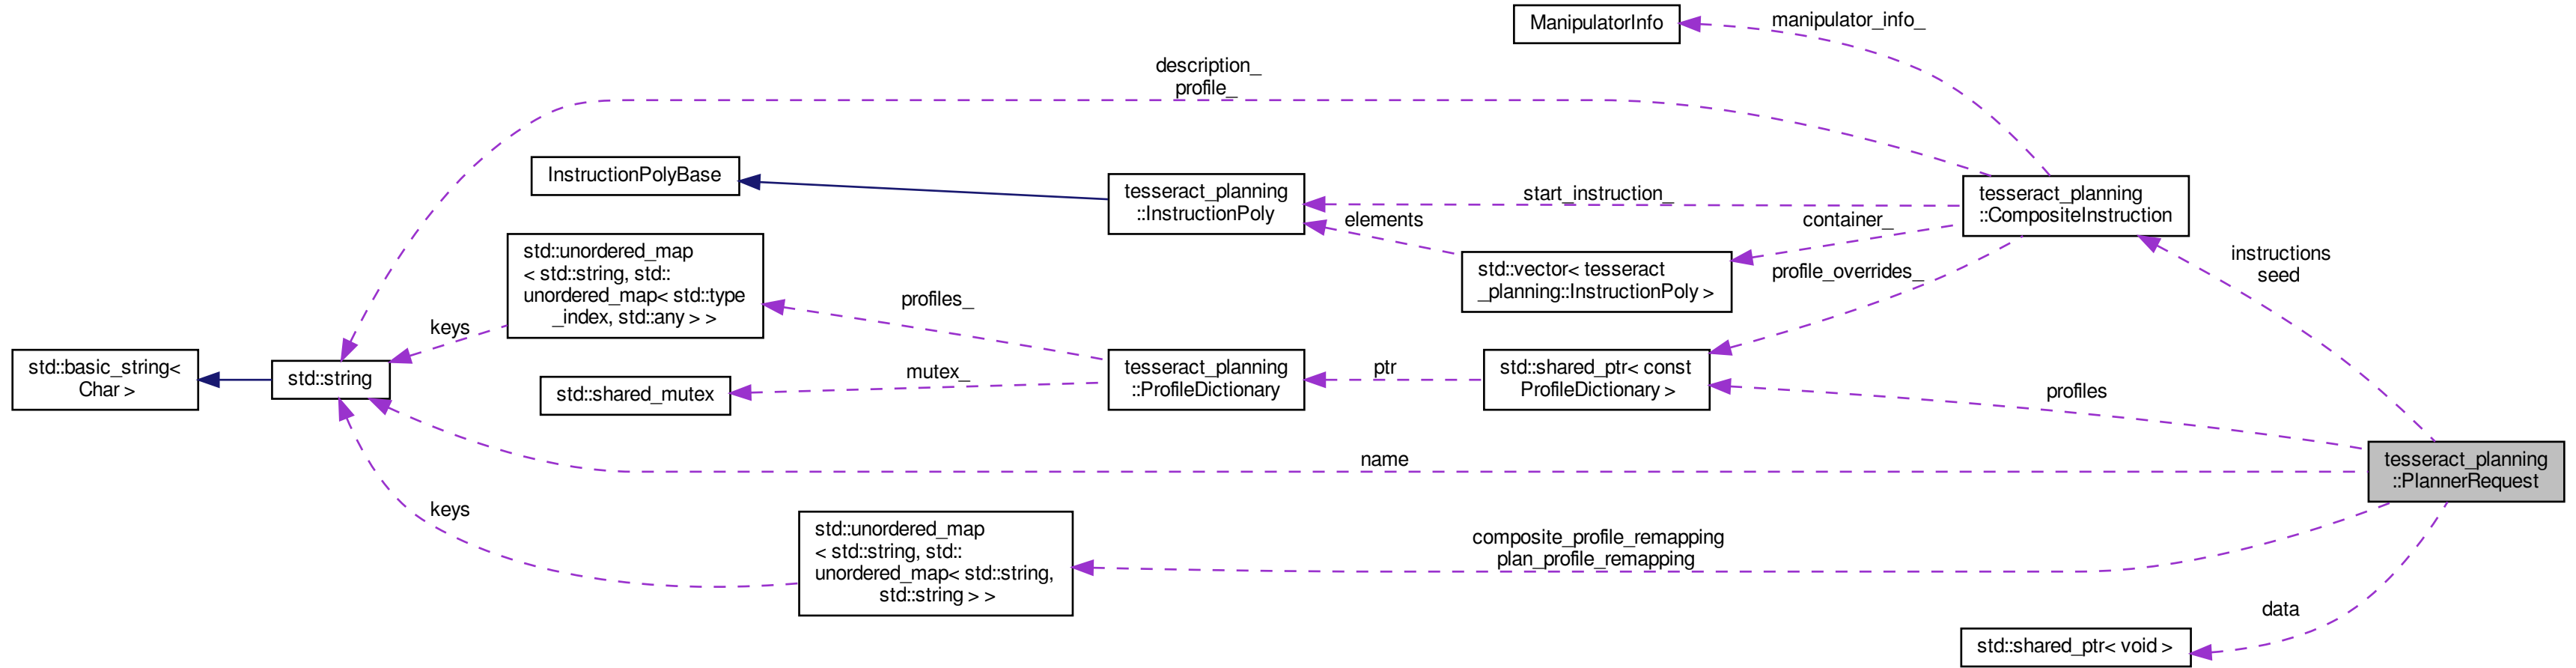 ManipulatorInfo
manipulator_info_
description_
profile_
InstructionPolyBase
tesseract_planning
::InstructionPoly
start_instruction_
elements
container_
tesseract_planning
::CompositeInstruction
std::unordered_map
< std::string, std::
unordered_map< std::type
_index, std::any > >
std::vector< tesseract
_planning::InstructionPoly >
profile_overrides_
instructions
seed
profiles_
keys
std::basic_string<
Char >
std::string
std::shared_mutex
mutex_
tesseract_planning
::ProfileDictionary
ptr
std::shared_ptr< const
ProfileDictionary >
profiles
name
tesseract_planning
::PlannerRequest
keys
std::unordered_map
< std::string, std::
unordered_map< std::string,
std::string > >
composite_profile_remapping
plan_profile_remapping
data
std::shared_ptr< void >